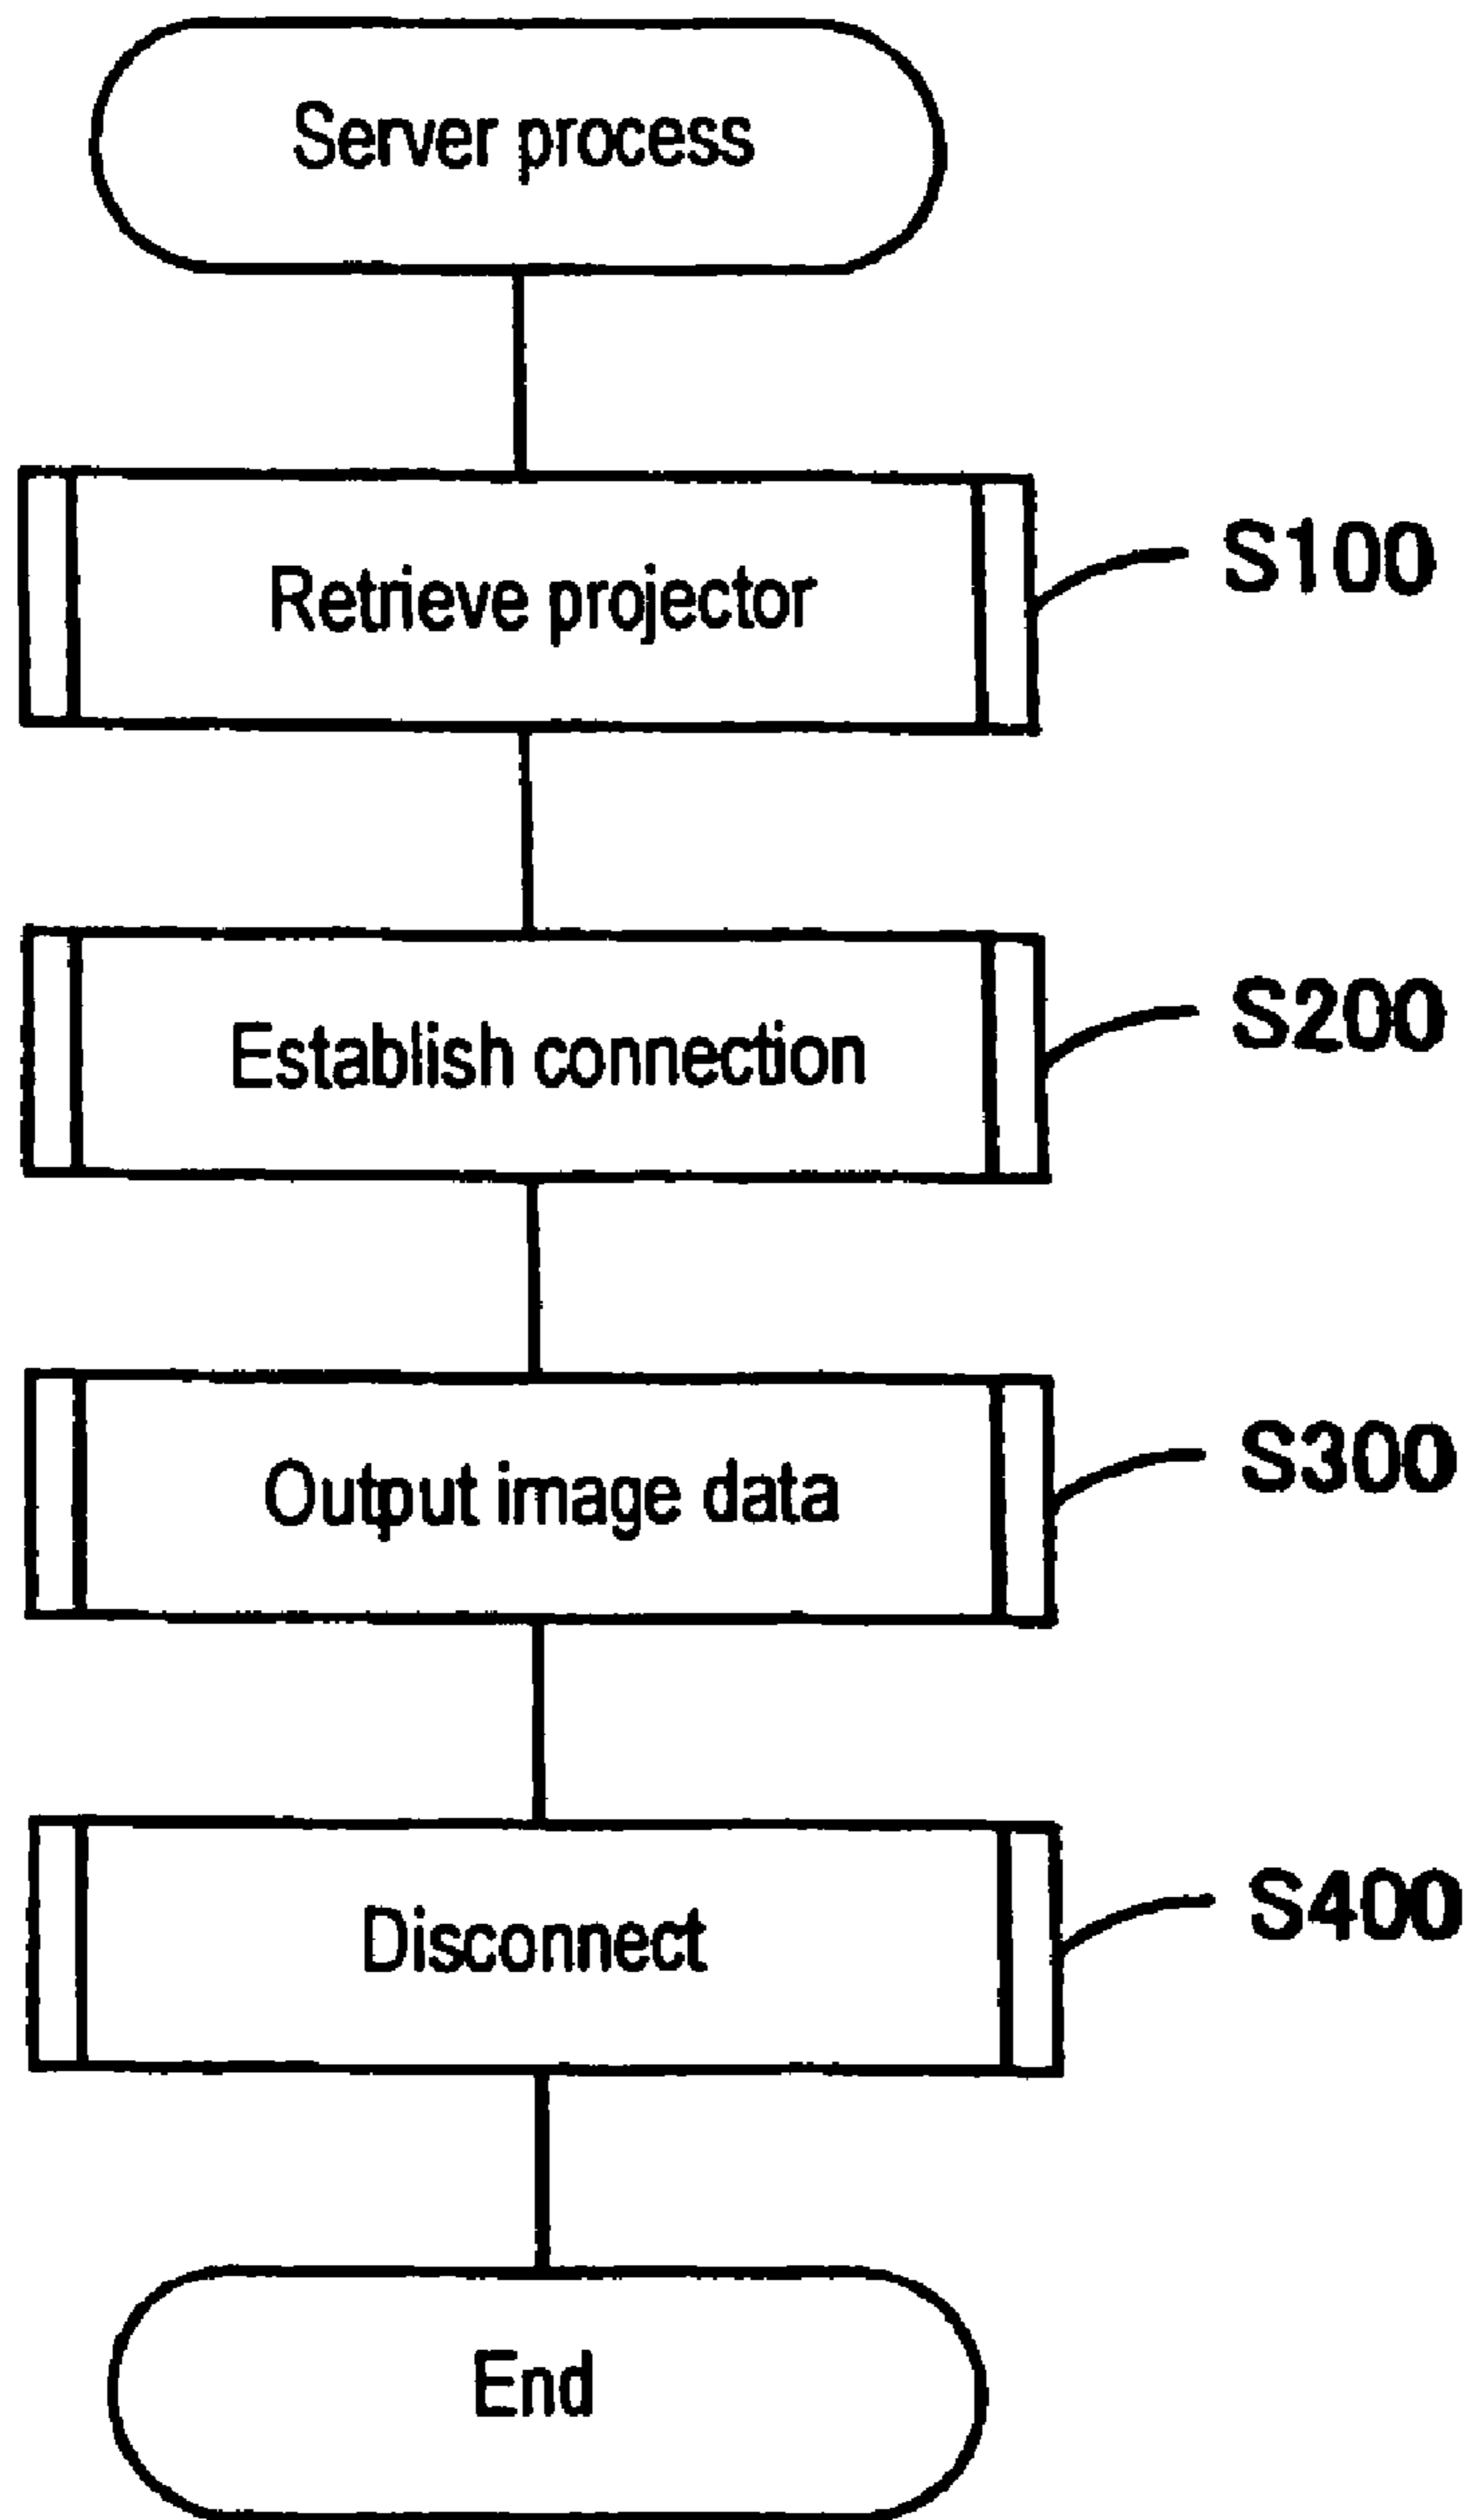 Server process
Retrieve projector
S100
Establish connection
S200
Output image data
S300
Disconnect
S400
End